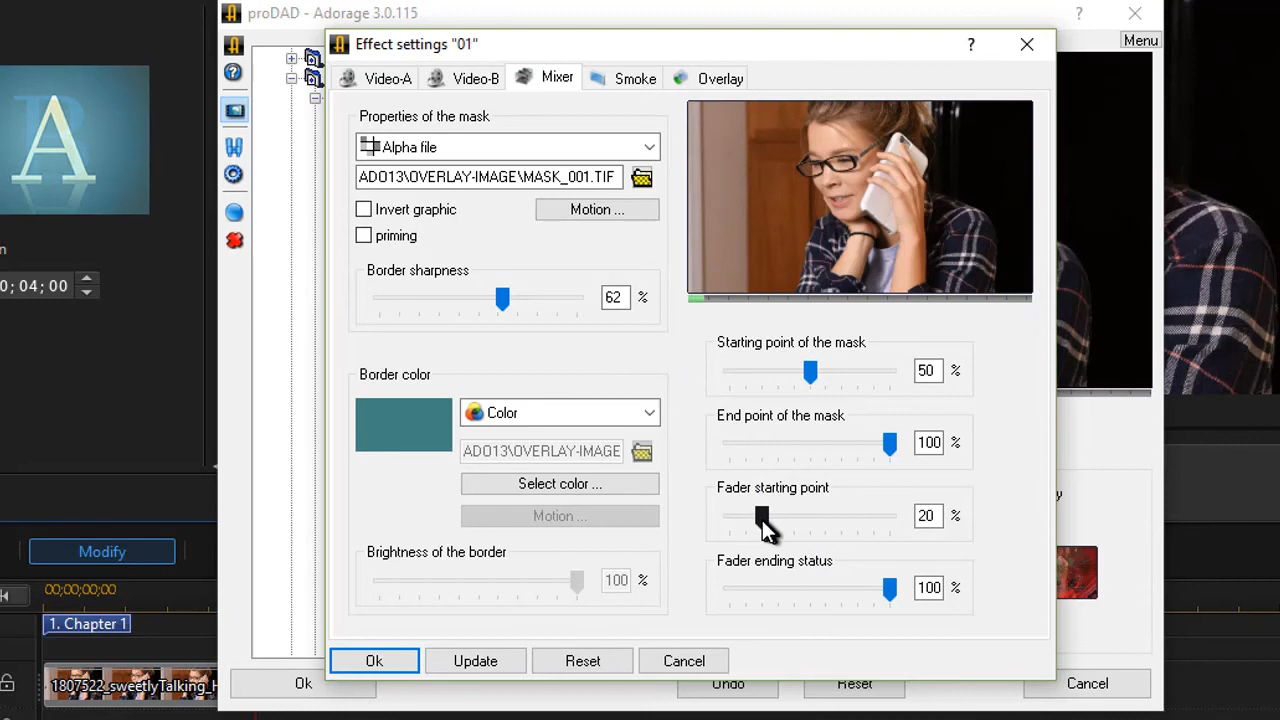 proDAD - Adorage 3.0.115
?
Menu
Effect settings "01"
?
Video-A
Video-B
Mixer
Smoke
Overlay
Properties of the mask
Alpha file
ADO13\OVERLAY-IMAGE\MASK_001.TIF
Invert graphic
Motion ...
priming
Border sharpness
62 %
Border color
Color
ADO13\OVERLAY-IMAGE
Select color ...
Motion ...
Brightness of the border
100 %
Starting point of the mask
50 %
End point of the mask
100 %
Fader starting point
20 %
Fader ending status
100 %
Ok
Update
Reset
Cancel
Ok
Undo
Reset
Cancel
A
n
0; 04; 00
Modify
00;00;00;00
1. Chapter 1
1807522_sweetlyTalking_H
y